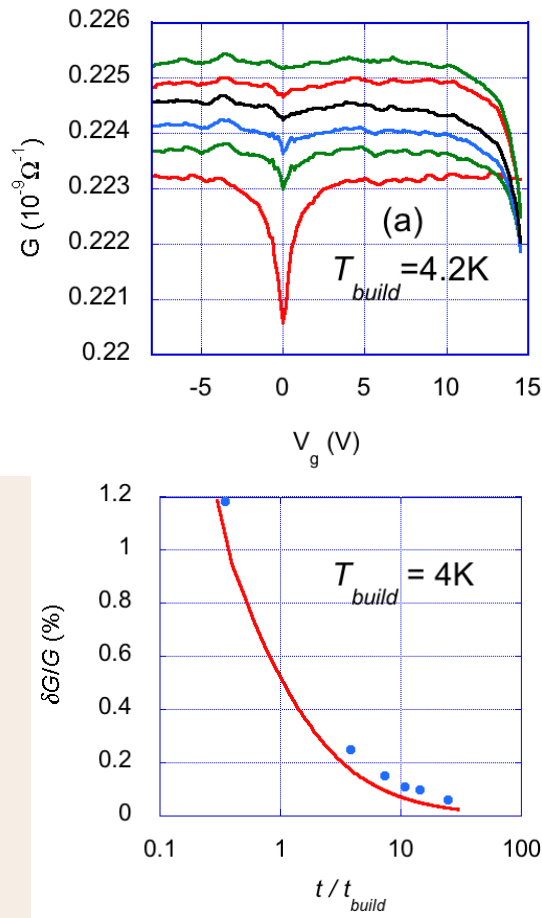 0.226
0.225
0.224
0.223
0.222
0.221
0.22
G (10⁻⁹Ω⁻¹)
(a)
T_build =4.2K
-5 0 5 10 15
V_g (V)
1.2
1
0.8
0.6
0.4
0.2
0
δG/G (%)
T_build = 4K
0.1 1 10 100
t / t_build